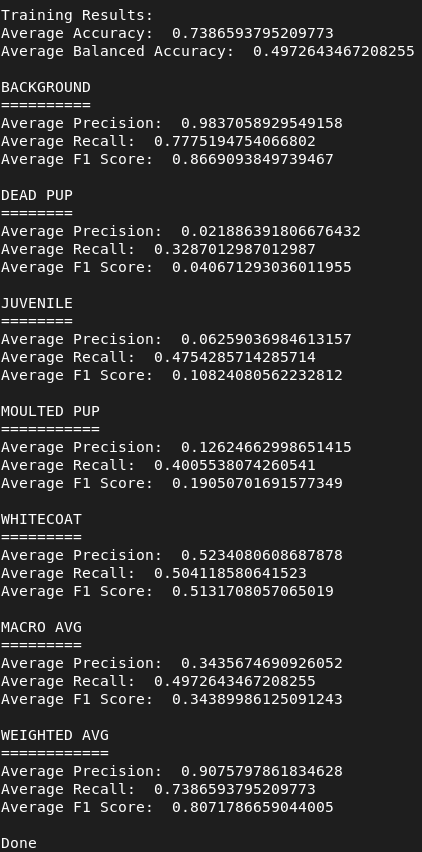 Training Results:
Average Accuracy:  0.7386593795209773
Average Balanced Accuracy:  0.4972643467208255

BACKGROUND
==========
Average Precision:  0.9837058929549158
Average Recall:  0.7775194754066802
Average F1 Score:  0.8669093849739467

DEAD PUP
========
Average Precision:  0.021886391806676432
Average Recall:  0.3287012987012987
Average F1 Score:  0.040671293036011955

JUVENILE
========
Average Precision:  0.06259036984613157
Average Recall:  0.4754285714285714
Average F1 Score:  0.10824080562232812

MOULTED PUP
===========
Average Precision:  0.12624662998651415
Average Recall:  0.4005538074260541
Average F1 Score:  0.19050701691577349

WHITECOAT
=========
Average Precision:  0.5234080608687878
Average Recall:  0.504118580641523
Average F1 Score:  0.5131708057065019

MACRO AVG
=========
Average Precision:  0.3435674690926052
Average Recall:  0.4972643467208255
Average F1 Score:  0.34389986125091243

WEIGHTED AVG
============
Average Precision:  0.9075797861834628
Average Recall:  0.7386593795209773
Average F1 Score:  0.8071786659044005

Done